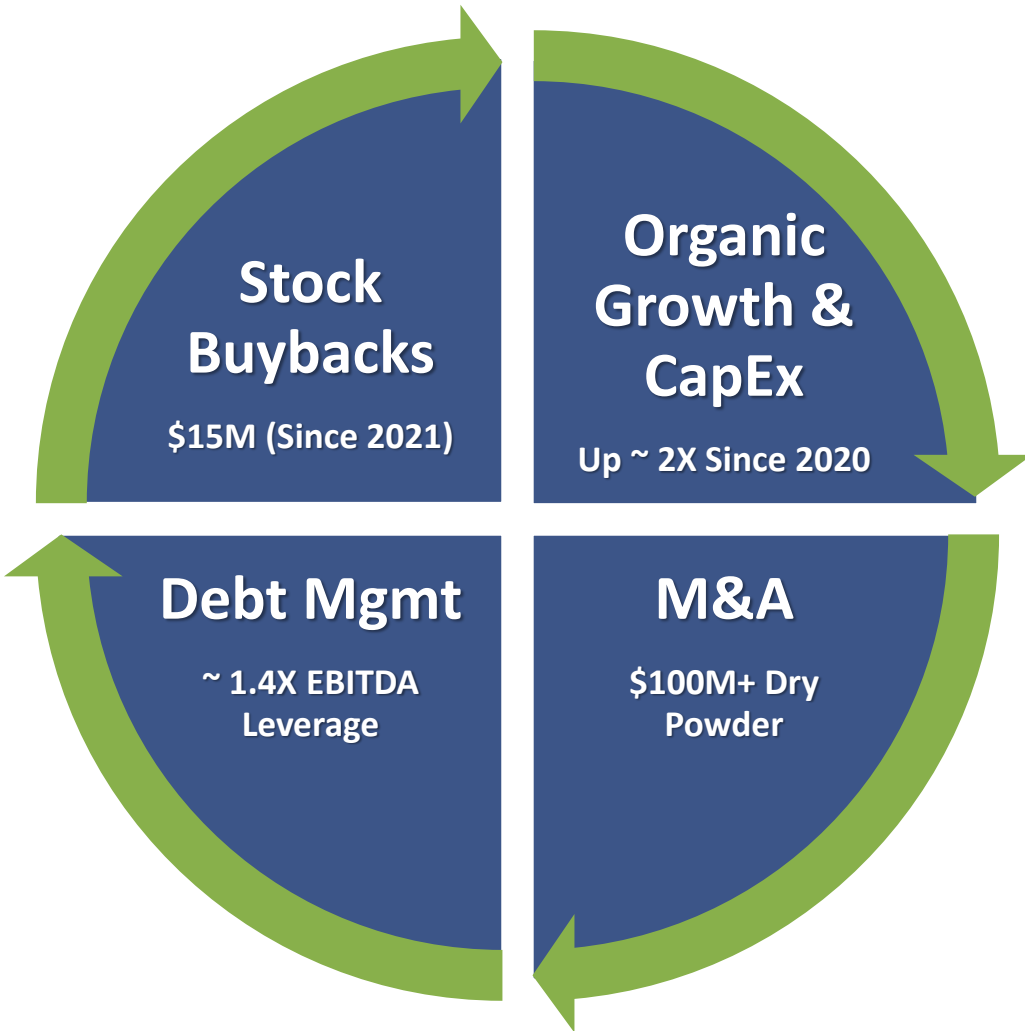 Stock
Buybacks
$15M (Since 2021)
Organic
Growth &
CapEx
Up ~ 2X Since 2020
Debt Mgmt
~ 1.4X EBITDA
Leverage
M&A
$100M+ Dry
Powder